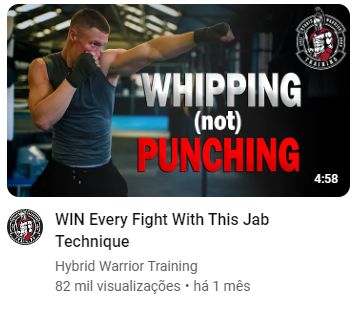 WHIPPING
(not)
PUNCHING
TRAINING
4:58
WIN Every Fight With This Jab
Technique
Hybrid Warrior Training
82 mil visualizações • há 1 mês